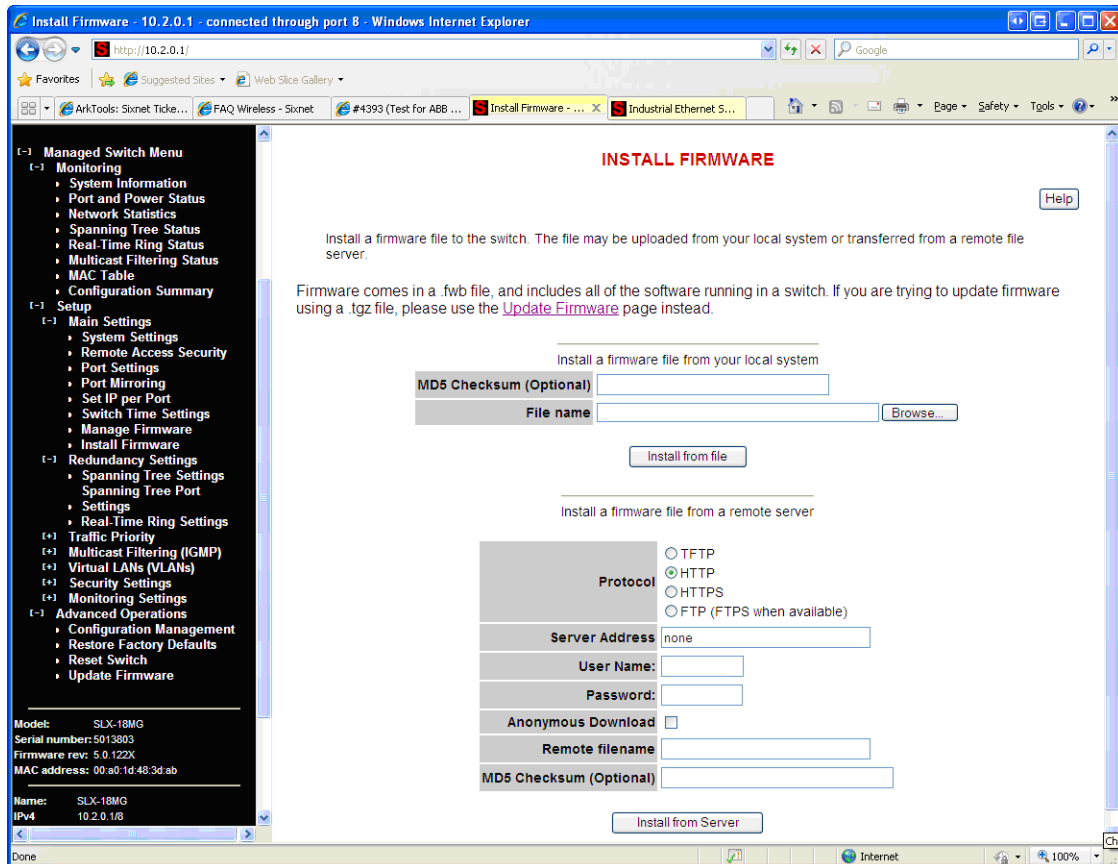 Install Firmware - 10.2.0.1 - connected through port 8 - Windows Internet Explorer
http://10.2.0.1/
Google
Favorites
Suggested Sites
Web Slice Gallery
ArkTools: Sixnet Ticke...
FAQ Wireless - Sixnet
#4393 (Test for ABB ...
Install Firmware - ...
Industrial Ethernet S...
Page
Safety
Tools
»
[-] Managed Switch Menu
[-] Monitoring
System Information
Port and Power Status
Network Statistics
Spanning Tree Status
Real-Time Ring Status
Multicast Filtering Status
MAC Table
Configuration Summary
[-] Setup
[-] Main Settings
System Settings
Remote Access Security
Port Settings
Port Mirroring
Set IP per Port
Switch Time Settings
Manage Firmware
Install Firmware
[-] Redundancy Settings
Spanning Tree Settings
Spanning Tree Port
Settings
Real-Time Ring Settings
[+] Traffic Priority
[+] Multicast Filtering (IGMP)
[+] Virtual LANs (VLANs)
[+] Security Settings
[+] Monitoring Settings
[-] Advanced Operations
Configuration Management
Restore Factory Defaults
Reset Switch
Update Firmware
Model: SLX-18MG
Serial number: 5013803
Firmware rev: 5.0.122X
MAC address: 00:a0:1d:48:3d:ab
Name: SLX-18MG
IPv4 10.2.0.1/8
INSTALL FIRMWARE
Help
Install a firmware file to the switch. The file may be uploaded from your local system or transferred from a remote file
server.
Firmware comes in a .fwb file, and includes all of the software running in a switch. If you are trying to update firmware
using a .tgz file, please use the Update Firmware page instead.
Install a firmware file from your local system
MD5 Checksum (Optional)
File name
Browse...
Install from file
Install a firmware file from a remote server
Protocol
TFTP
HTTP
HTTPS
FTP (FTPS when available)
Server Address none
User Name:
Password:
Anonymous Download
Remote filename
MD5 Checksum (Optional)
Install from Server
Ch
Done
Internet
100%